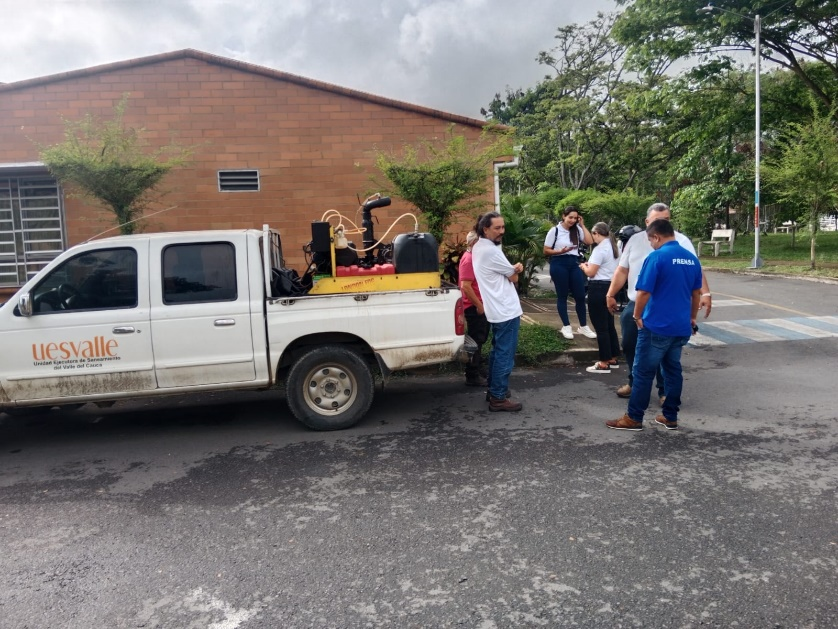 uesvalle
Unidad Ejecutora de Saneamiento
del Valle del Cauca
PRENSA